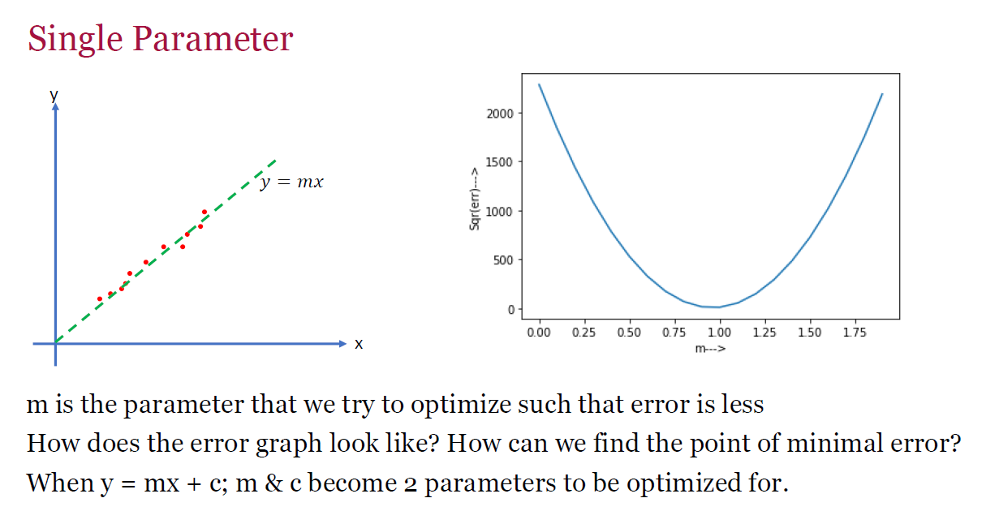 Single Parameter
y
y = mx
x
2000
1500
1000
500
0
Sqr(err)--->
0.00 0.25 0.50 0.75 1.00 1.25 1.50 1.75
m--->
m is the parameter that we try to optimize such that error is less
How does the error graph look like? How can we find the point of minimal error?
When y = mx + c; m & c become 2 parameters to be optimized for.